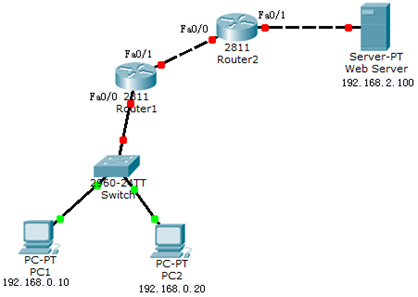 Fa0/1
Fa0/0
2811
Router2
Server-PT
Web Server
192.168.2.100
Fa0/1
2811
Fa0/0
Router1
2960-24TT
Switch
PC-PT
PC1
192.168.0.10
PC-PT
PC2
192.168.0.20